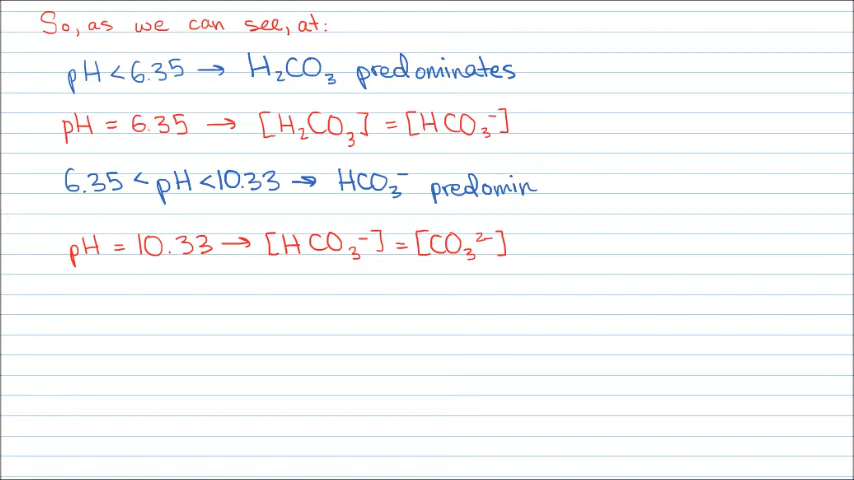 So, as we can see, at:
pH < 6.35 → H₂CO₃ predominates
pH = 6.35 → [H₂CO₃] = [HCO₃⁻]
6.35 < pH < 10.33 → HCO₃⁻ predomin
pH = 10.33 → [HCO₃⁻] = [CO₃²⁻]